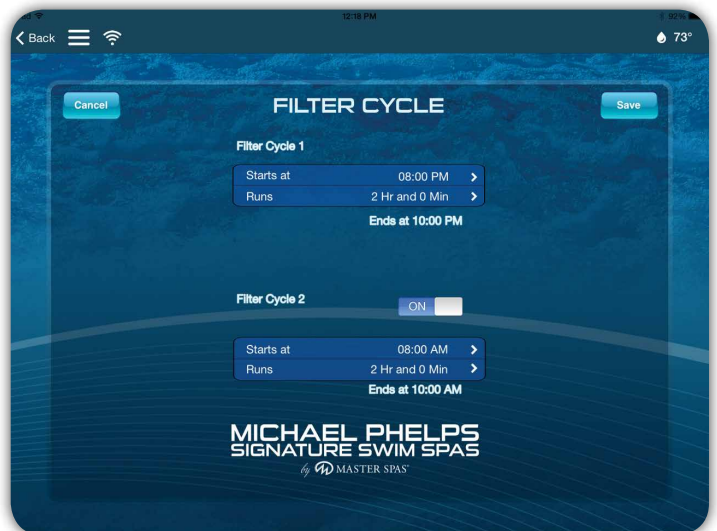 12:18 PM
92%
Back
73°
Cancel
FILTER CYCLE
Save
Filter Cycle 1
Starts at 08:00 PM
Runs 2 Hr and 0 Min
Ends at 10:00 PM
Filter Cycle 2
ON
Starts at 08:00 AM
Runs 2 Hr and 0 Min
Ends at 10:00 AM
MICHAEL PHELPS
SIGNATURE SWIM SPAS
by MASTER SPAS